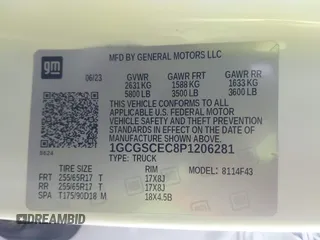 gm
MFD BY GENERAL MOTORS LLC
06/23
GVWR GAWR FRT GAWR RR
2631 KG 1588 KG 1633 KG
5800 LB 3500 LB 3600 LB
THIS VEHICLE CONFORMS TO ALL
APPLICABLE U.S. FEDERAL MOTOR
VEHICLE SAFETY AND THEFT PREVENTION
STANDARDS IN EFFECT ON THE DATE OF
MANUFACTURE SHOWN ABOVE.
1GCGSCEC8P1206281
TYPE: TRUCK
MODEL: 8114F43
TIRE SIZE RIM
FRT 255/65R17 T 17X8J
RR 255/65R17 T 17X8J
SP T175/90D18 M 18X4.5B
DREAMBID